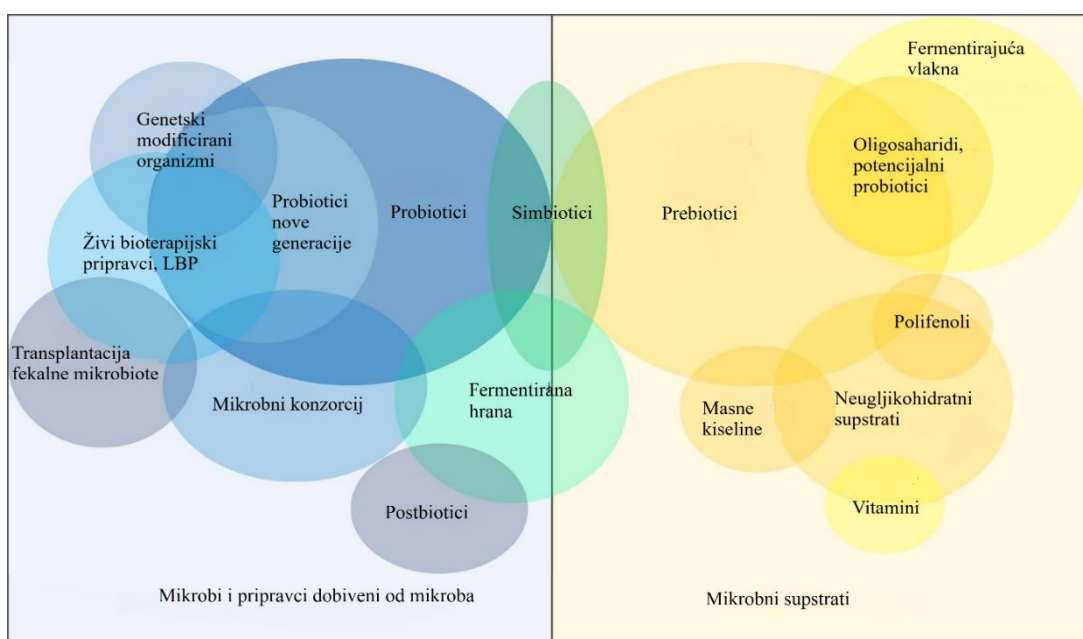 Genetski
modificirani
organizmi
Živi bioterapijski
pripravci, LBP
Transplantacija
fekalne mikrobiote
Probiotici
nove
generacije
Probiotici
Mikrobni konzorcij
Simbiotici
Fermentirana
hrana
Postbiotici
Mikrobi i pripravci dobiveni od mikroba
Fermentirajuća
vlakna
Oligosaharidi,
potencijalni
probiotici
Prebiotici
Polifenoli
Masne
kiseline
Neugljikohidratni
supstrati
Vitamini
Mikrobni supstrati